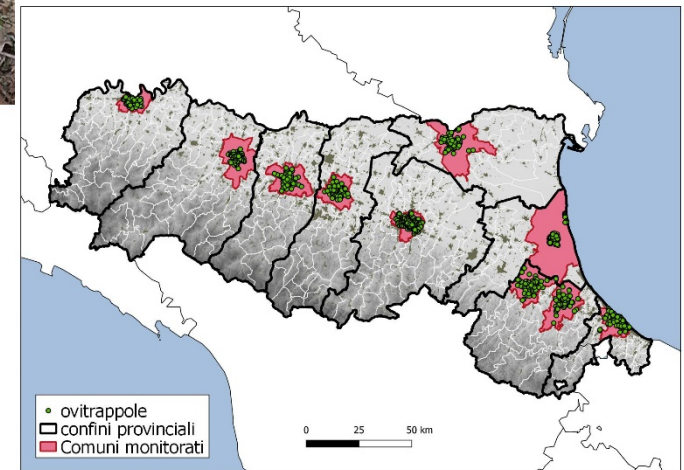 ovitrappole
confini provinciali
Comuni monitorati
0 25 50 km